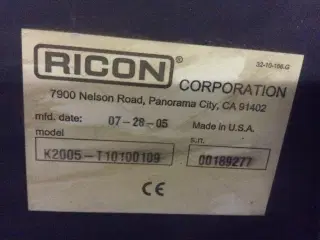 32-10-186-G
RICON CORPORATION
7900 Nelson Road, Panorama City, CA 91402
mfd. date: 07-28-05 Made in U.S.A.
model s.n.
K2005-T10100109 00189277
CE